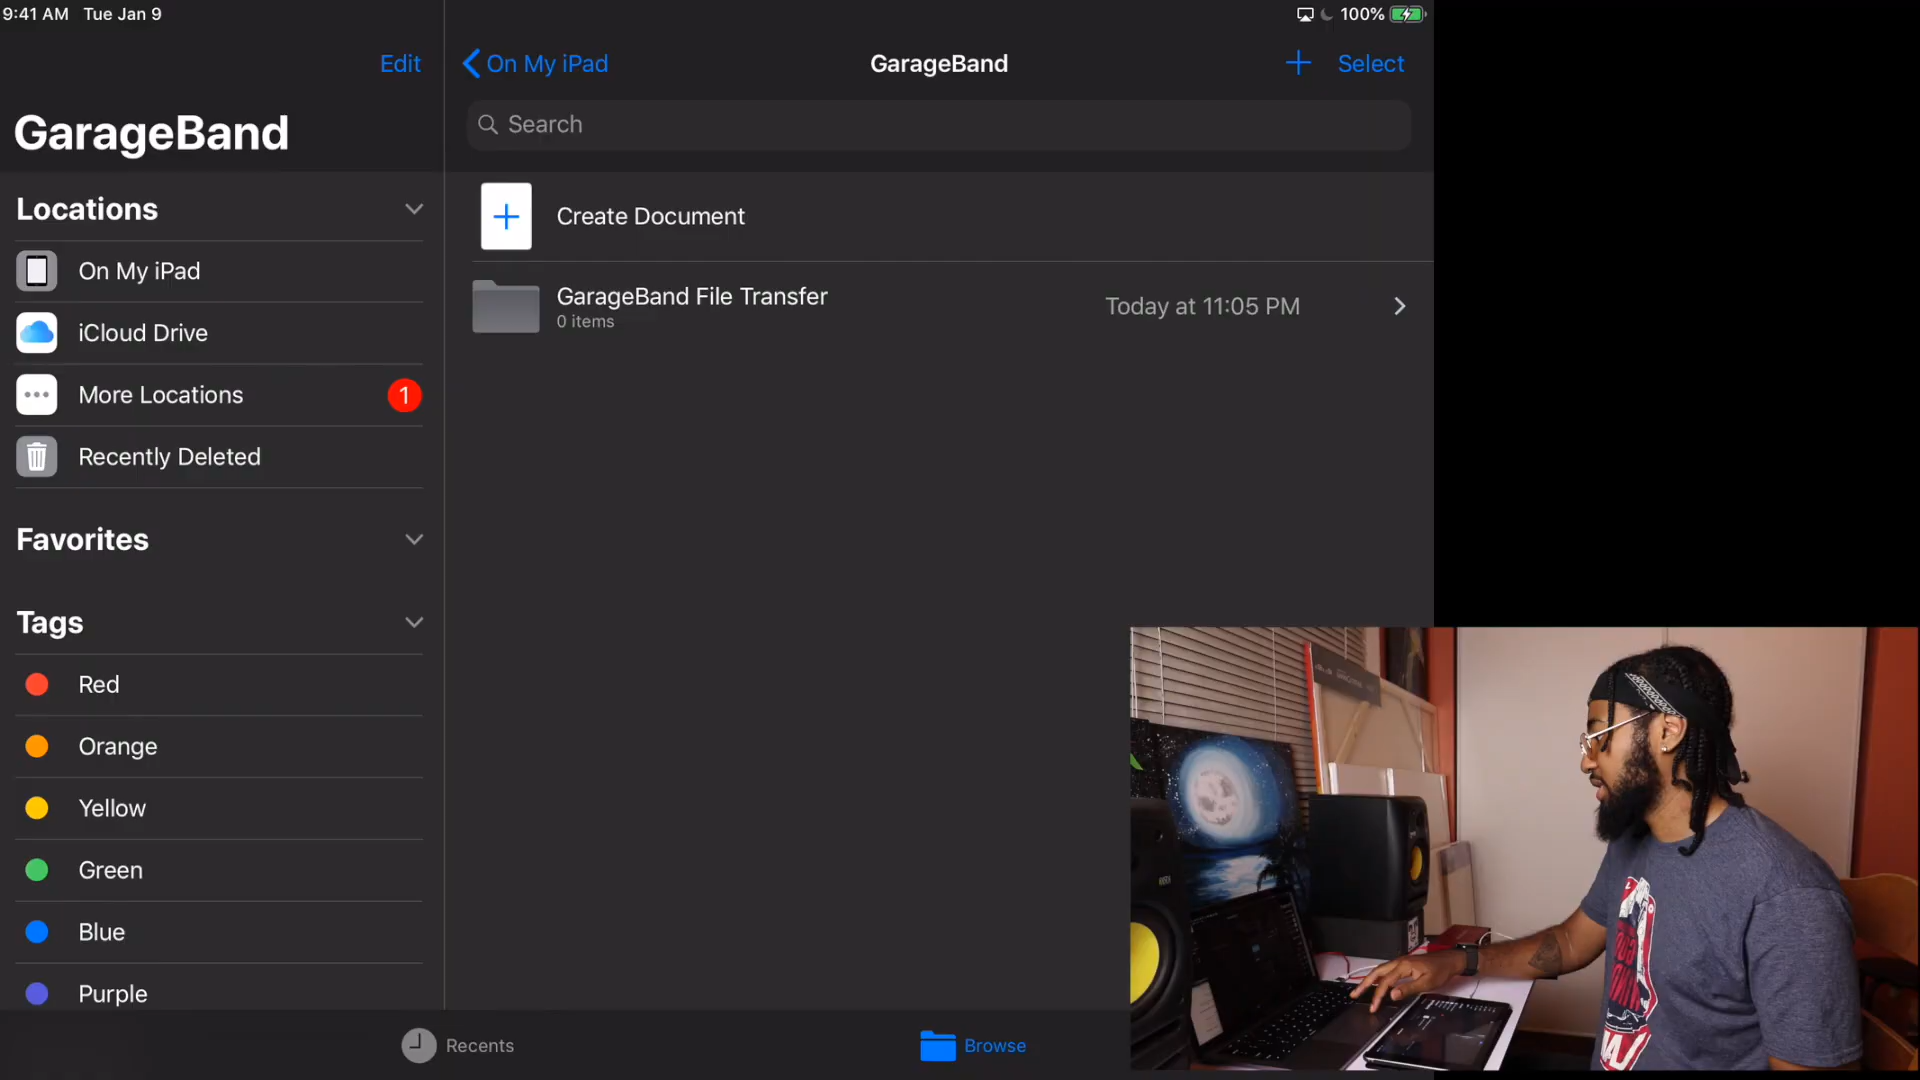 9:41 AM Tue Jan 9
100%
Edit
On My iPad
GarageBand
Select
GarageBand
Search
Locations
On My iPad
iCloud Drive
More Locations
1
Recently Deleted
Favorites
Tags
Red
Orange
Yellow
Green
Blue
Purple
Create Document
GarageBand File Transfer
0 items
Today at 11:05 PM
Recents
Browse